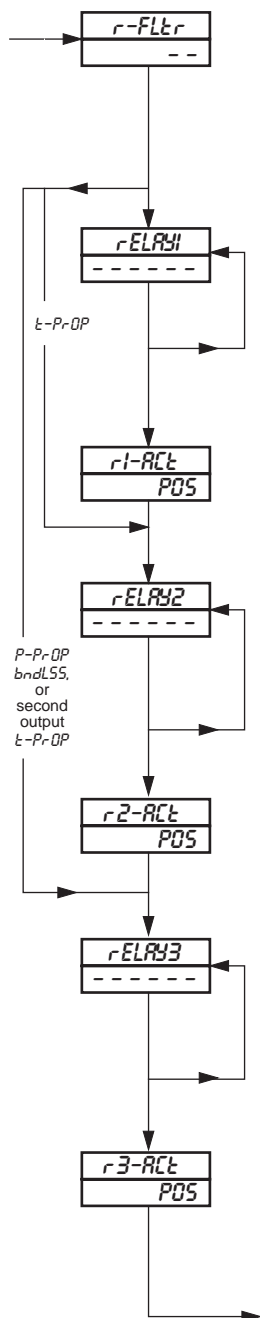 r-FLtr
- -
rELAY1
- - - - - -
t-PrOP
r1-ACt
POS
rELAY2
- - - - - -
P-PrOP
bndLSS,
or
second
output
t-PrOP
r2-ACt
POS
rELAY3
- - - - - -
r3-ACt
POS